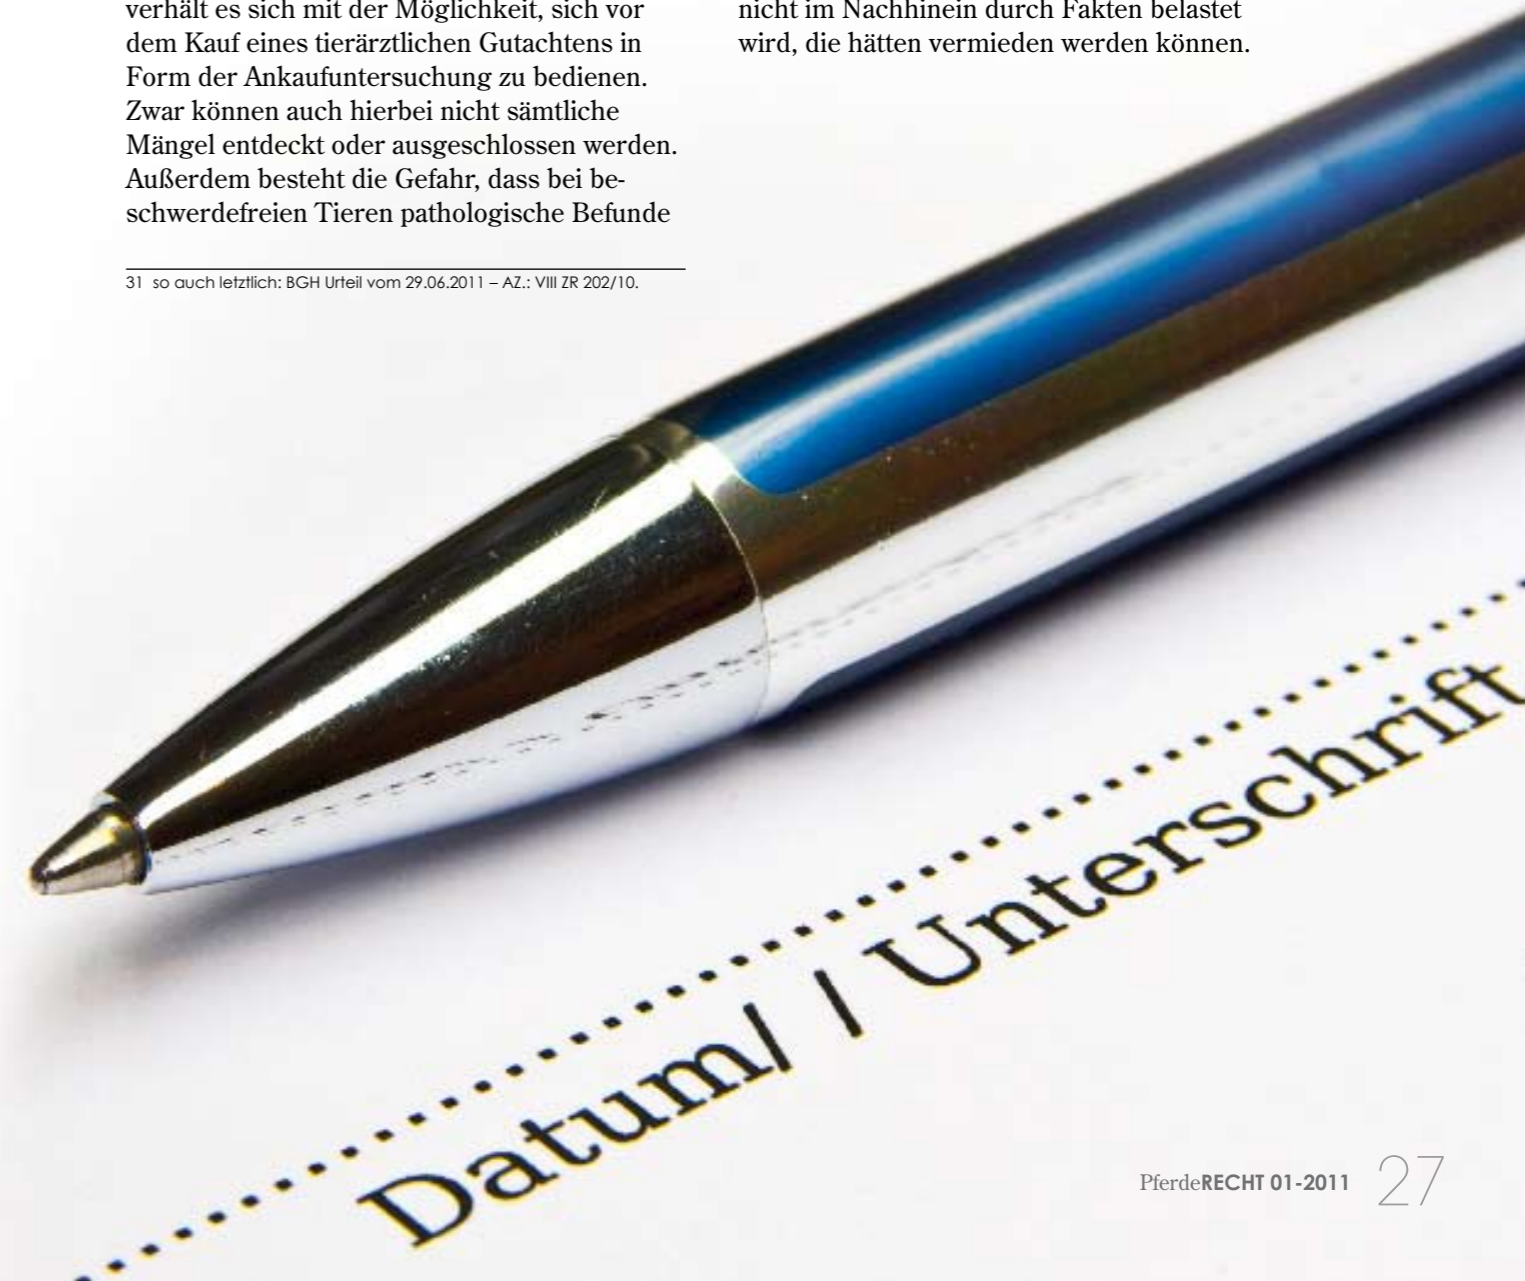 verhält es sich mit der Möglichkeit, sich vor
dem Kauf eines tierärztlichen Gutachtens in
Form der Ankaufuntersuchung zu bedienen.
Zwar können auch hierbei nicht sämtliche
Mängel entdeckt oder ausgeschlossen werden.
Außerdem besteht die Gefahr, dass bei be-
schwerdefreien Tieren pathologische Befunde
31 so auch letztlich: BGH Urteil vom 29.06.2011 – AZ.: VIII ZR 202/10.
nicht im Nachhinein durch Fakten belastet
wird, die hätten vermieden werden können.
Datum/ / Unterschrift
PferdeRECHT 01-2011 27